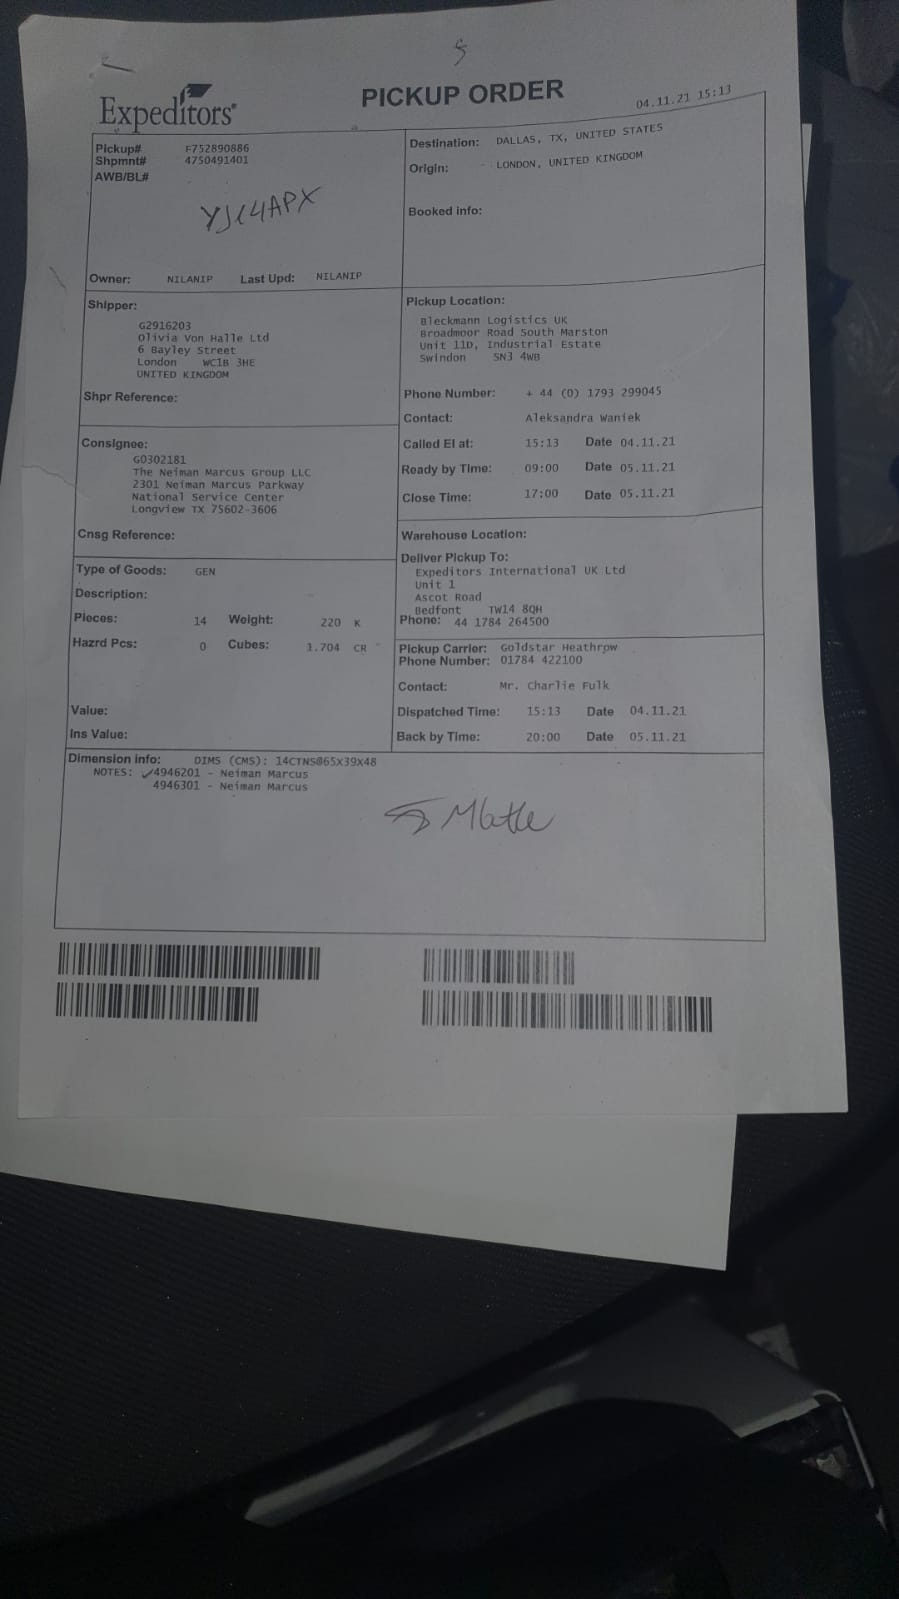 Expeditors
PICKUP ORDER
04.11.21 15:13
Pickup# F752890886
Shpmnt# 4750491401
AWB/BL#
YJ14APX
Owner: NILANIP Last Upd: NILANIP
Destination: DALLAS, TX, UNITED STATES
Origin: LONDON, UNITED KINGDOM
Booked info:
Shipper:
G2916203
Olivia Von Halle Ltd
6 Bayley Street
London WC1B 3HE
UNITED KINGDOM
Shpr Reference:
Consignee:
G0302181
The Neiman Marcus Group LLC
2301 Neiman Marcus Parkway
National Service Center
Longview TX 75602-3606
Cnsg Reference:
Type of Goods: GEN
Description:
Pieces: 14 Weight: 220 K
Hazrd Pcs: 0 Cubes: 1.704 CR
Value:
Ins Value:
Pickup Location:
Bleckmann Logistics UK
Broadmoor Road South Marston
Unit 11D, Industrial Estate
Swindon SN3 4WB
Phone Number: + 44 (0) 1793 299045
Contact: Aleksandra Waniek
Called EI at: 15:13 Date 04.11.21
Ready by Time: 09:00 Date 05.11.21
Close Time: 17:00 Date 05.11.21
Warehouse Location:
Deliver Pickup To:
Expeditors International UK Ltd
Unit 1
Ascot Road
Bedfont TW14 8QH
Phone: 44 1784 264500
Pickup Carrier: Goldstar Heathrow
Phone Number: 01784 422100
Contact: Mr. Charlie Fulk
Dispatched Time: 15:13 Date 04.11.21
Back by Time: 20:00 Date 05.11.21
Dimension info: DIMS (CMS): 14CTNS@65X39X48
NOTES: 4946201 - Neiman Marcus
4946301 - Neiman Marcus